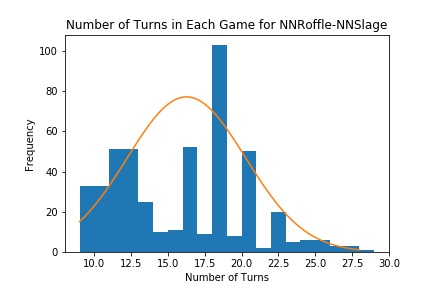 Number of Turns in Each Game for NNRoffle-NNSlage
Frequency
100
80
60
40
20
0
10.0 12.5 15.0 17.5 20.0 22.5 25.0 27.5 30.0
Number of Turns